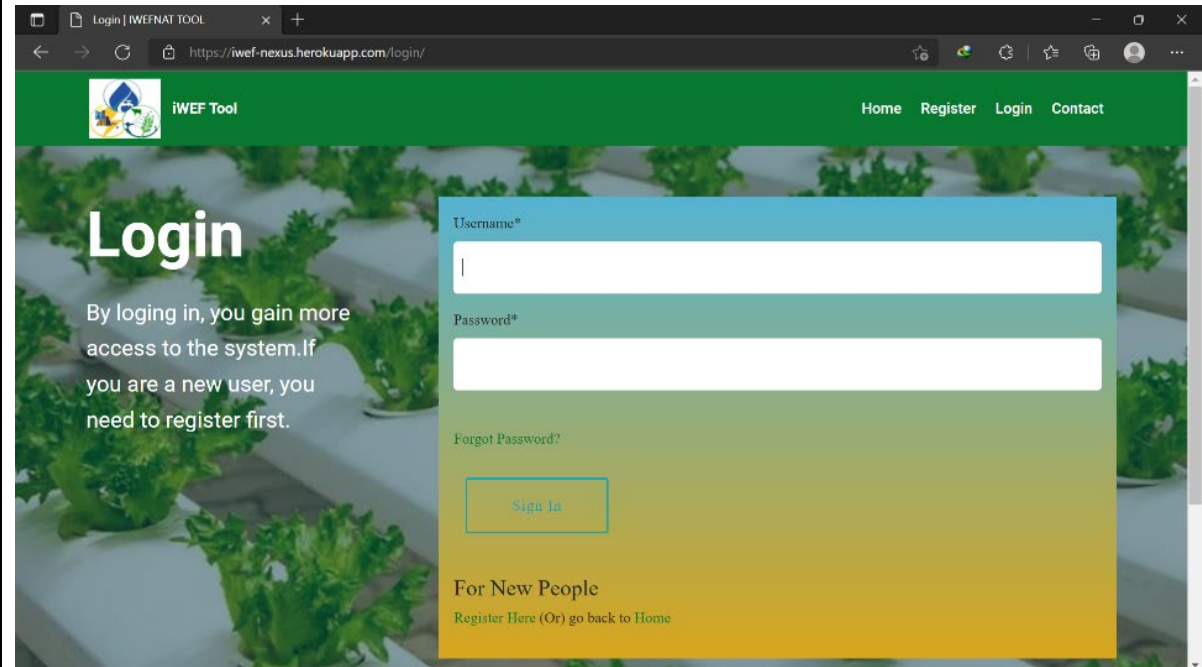 Login | IWEFNAT TOOL
https://iwef-nexus.herokuapp.com/login/
iWEF Tool
Home Register Login Contact
Login
By loging in, you gain more
access to the system.If
you are a new user, you
need to register first.
Username*
Password*
Forgot Password?
Sign In
For New People
Register Here (Or) go back to Home